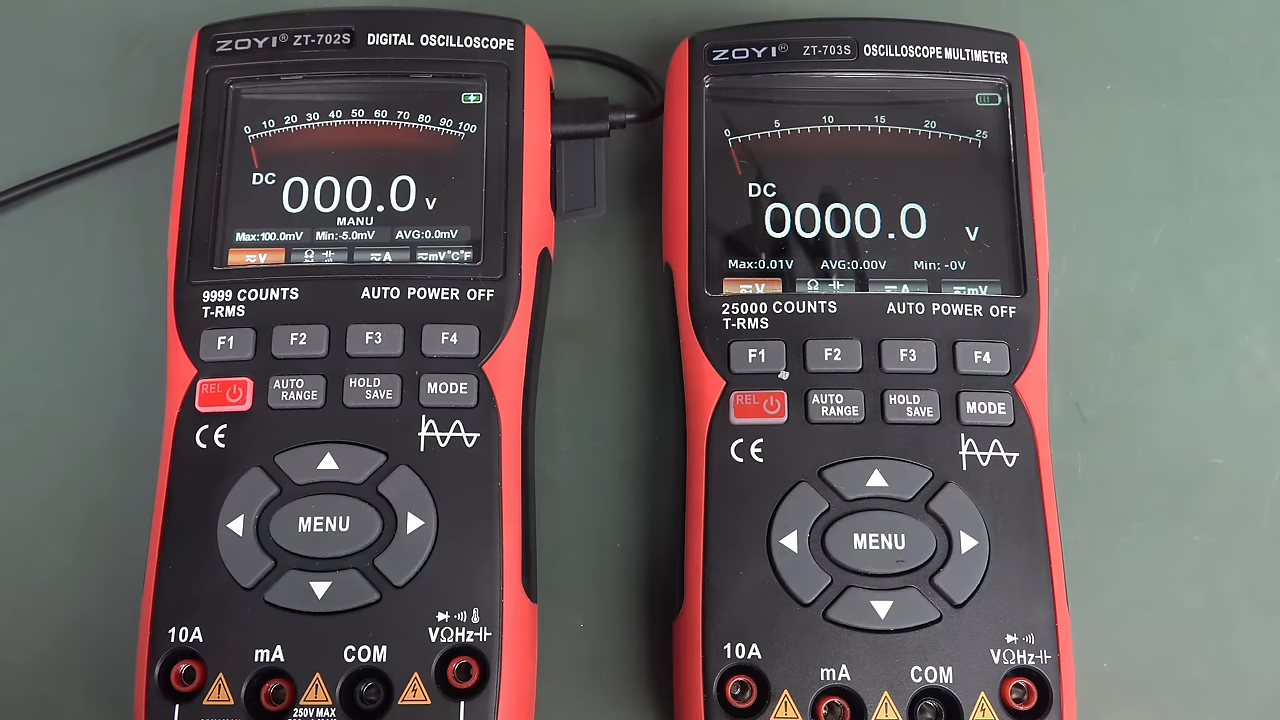 ZOYI® ZT-702S DIGITAL OSCILLOSCOPE
0 10 20 30 40 50 60 70 80 90 100
DC 000.0 V
MANU
Max:100.0mV Min:-5.0mV AVG:0.0mV
≂V Ω ≂A ≂mV°C°F
9999 COUNTS AUTO POWER OFF
T-RMS
F1 F2 F3 F4
REL AUTO RANGE HOLD SAVE MODE
CE
MENU
10A mA COM VΩHz
250V MAX
ZOYI® ZT-703S OSCILLOSCOPE MULTIMETER
0 5 10 15 20 25
DC
0000.0 V
Max:0.01V AVG:0.00V Min: -0V
≂V Ω ≂A ≂mV
25000 COUNTS AUTO POWER OFF
T-RMS
F1 F2 F3 F4
REL AUTO RANGE HOLD SAVE MODE
CE
MENU
10A mA COM VΩHz